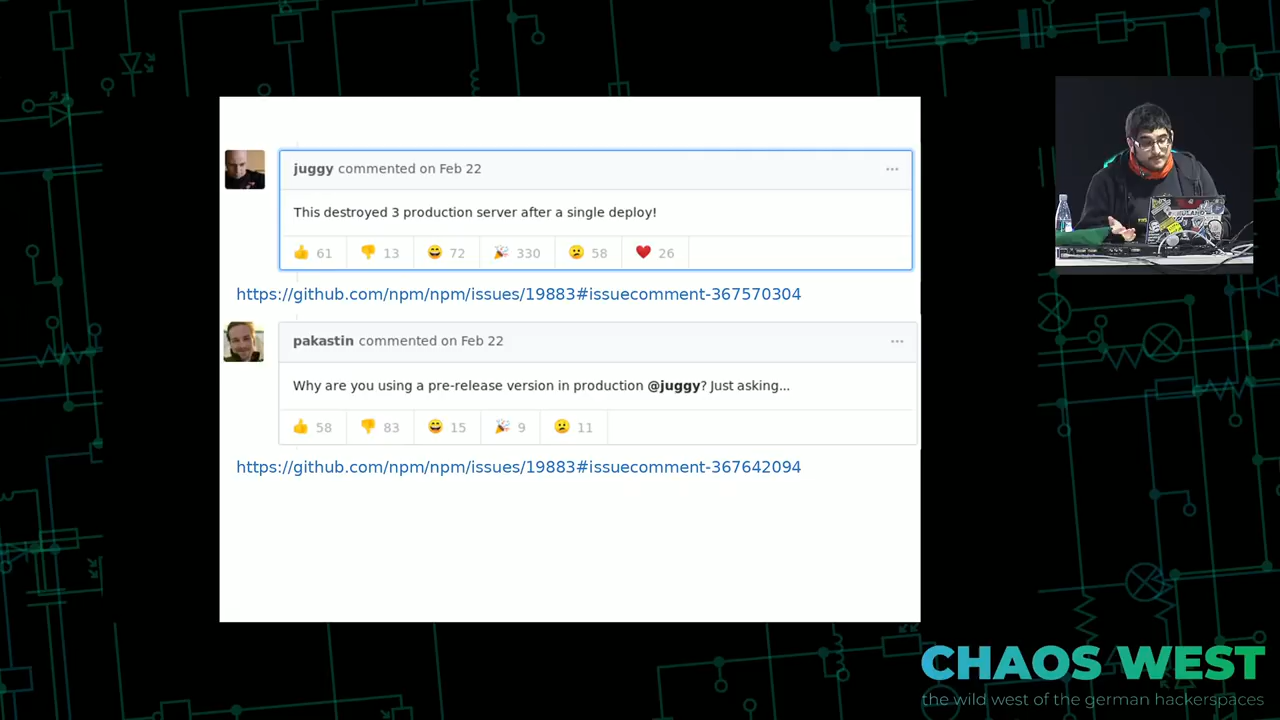 juggy commented on Feb 22
This destroyed 3 production server after a single deploy!
👍 61 👎 13 😄 72 🎉 330 😕 58 ❤️ 26
https://github.com/npm/npm/issues/19883#issuecomment-367570304
pakastin commented on Feb 22
Why are you using a pre-release version in production @juggy? Just asking...
👍 58 👎 83 😄 15 🎉 9 😕 11
https://github.com/npm/npm/issues/19883#issuecomment-367642094
CHAOS WEST
the wild west of the german hackerspaces